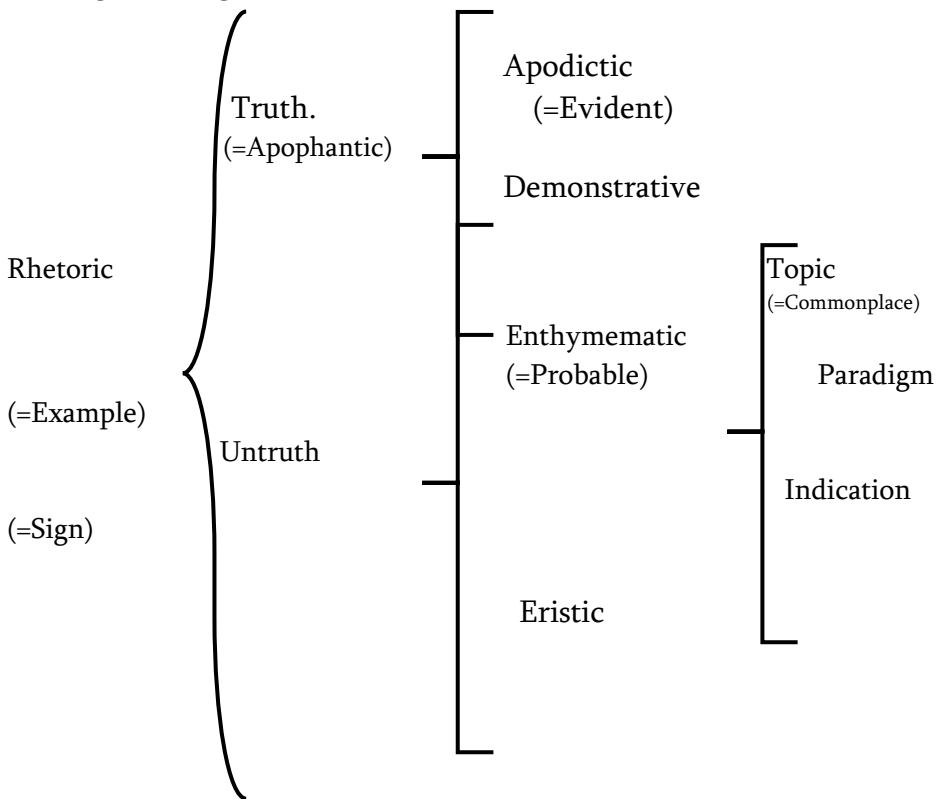 Truth.
(=Apophantic)
Apodictic
(=Evident)
Demonstrative
Rhetoric
(=Example)
(=Sign)
Untruth
Enthymematic
(=Probable)
Eristic
Topic
(=Commonplace)
Paradigm
Indication